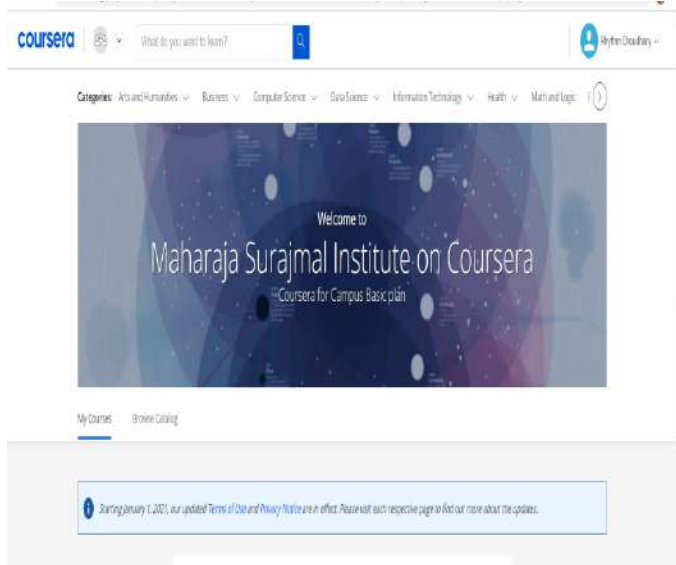 coursera
What do you want to learn?
Rhythm Choudhary
Categories: Arts and Humanities Business Computer Science Data Science Information Technology Health Math and Logic
Welcome to
Maharaja Surajmal Institute on Coursera
Coursera for Campus Basic plan
My Courses Browse Catalog
Starting January 1, 2021, our updated Terms of Use and Privacy Notice are in effect. Please visit each respective page to find out more about the updates.